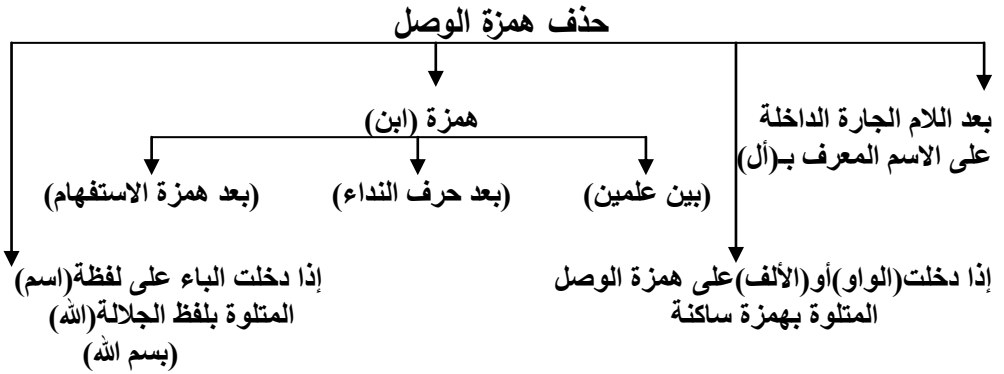 حذف همزة الوصل
بعد اللام الجارة الداخلة
على الاسم المعرف بـ(أل)
همزة (ابن)
(بين علمين)
(بعد حرف النداء)
(بعد همزة الاستفهام)
إذا دخلت(الواو)أو(الألف)على همزة الوصل
المتلوة بهمزة ساكنة
إذا دخلت الباء على لفظة(اسم)
المتلوة بلفظ الجلالة(الله)
(بسم الله)